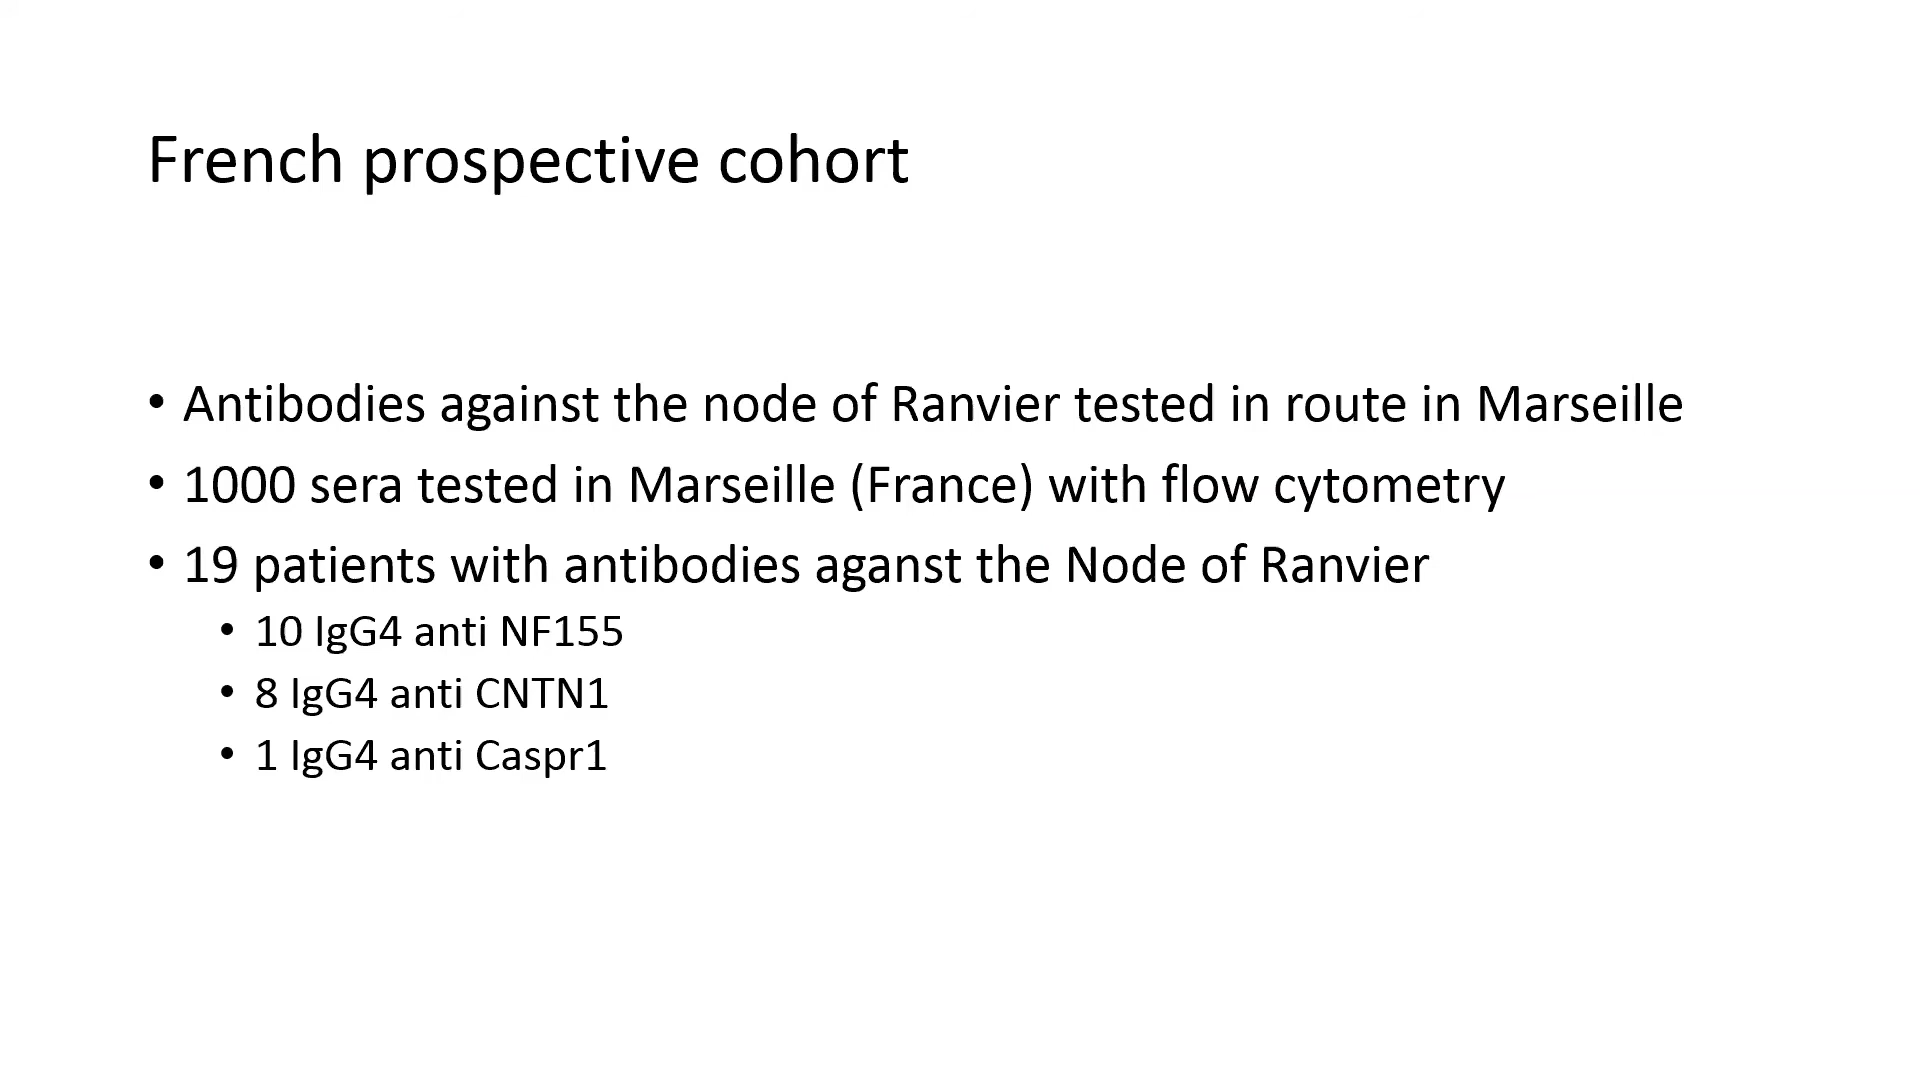 French prospective cohort
• Antibodies against the node of Ranvier tested in route in Marseille
• 1000 sera tested in Marseille (France) with flow cytometry
• 19 patients with antibodies aganst the Node of Ranvier
• 10 IgG4 anti NF155
• 8 IgG4 anti CNTN1
• 1 IgG4 anti Caspr1